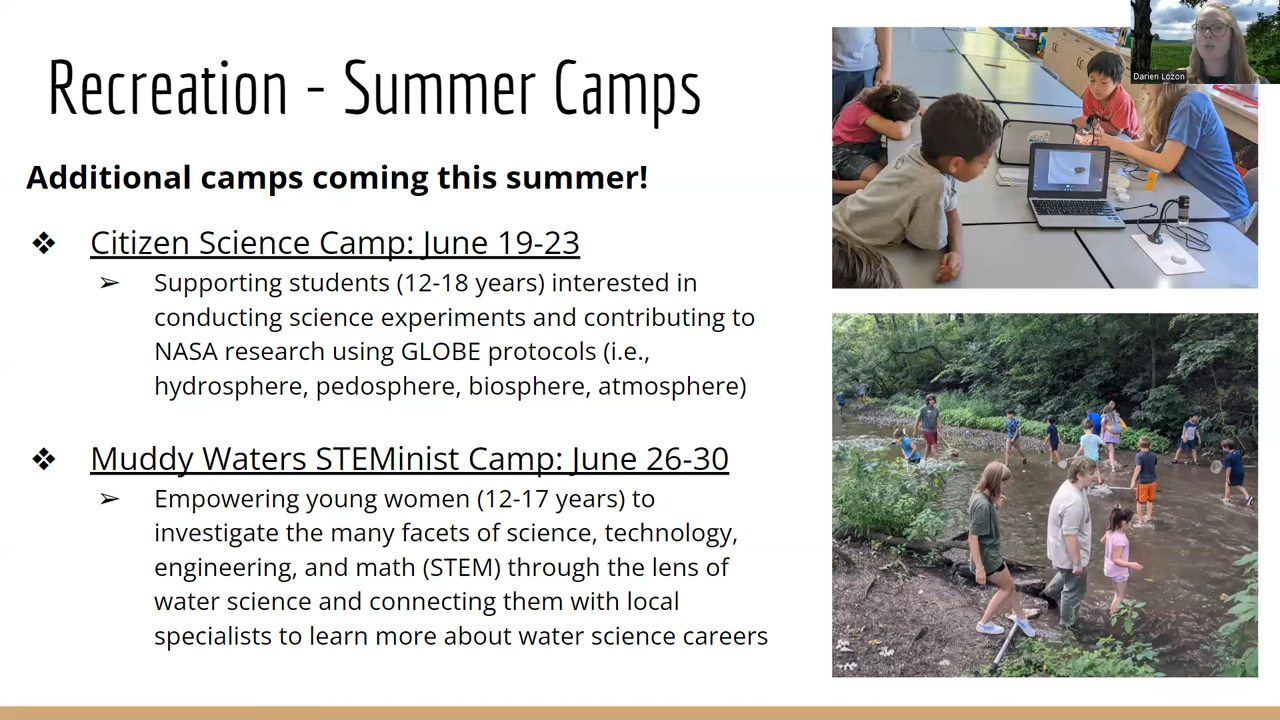 Recreation - Summer Camps
Darien Lozon
Additional camps coming this summer!
❖ Citizen Science Camp: June 19-23
➢ Supporting students (12-18 years) interested in
conducting science experiments and contributing to
NASA research using GLOBE protocols (i.e.,
hydrosphere, pedosphere, biosphere, atmosphere)
❖ Muddy Waters STEMinist Camp: June 26-30
➢ Empowering young women (12-17 years) to
investigate the many facets of science, technology,
engineering, and math (STEM) through the lens of
water science and connecting them with local
specialists to learn more about water science careers